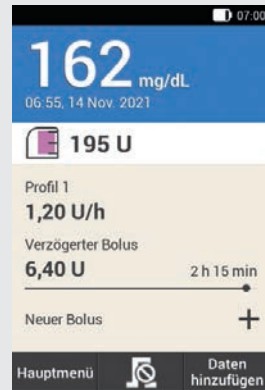 07:00
162 mg/dL
06:55, 14 Nov. 2021
195 U
Profil 1
1,20 U/h
Verzögerter Bolus
6,40 U 2 h 15 min
Neuer Bolus +
Hauptmenü Daten hinzufügen